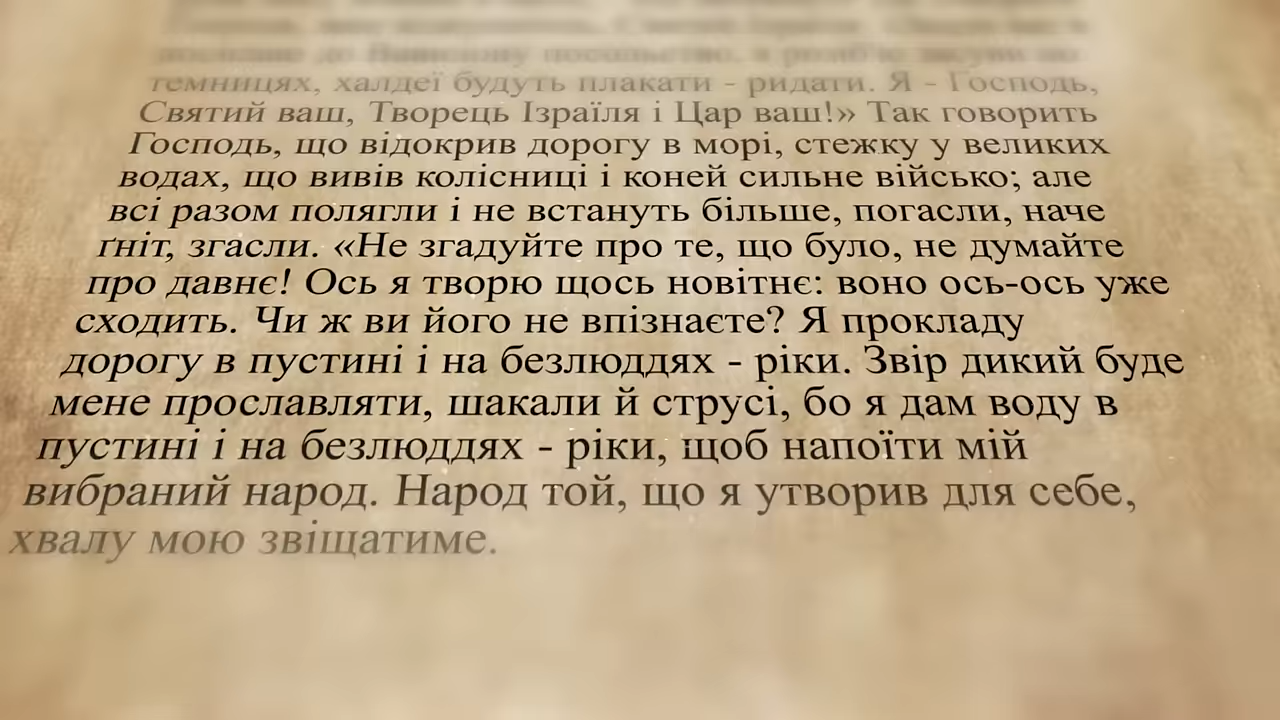 темницях, халдеї будуть плакати - ридати. Я - Господь,
Святий ваш, Творець Ізраїля і Цар ваш!» Так говорить
Господь, що відокрив дорогу в морі, стежку у великих
водах, що вивів колісниці і коней сильне військо; але
всі разом полягли і не встануть більше, погасли, наче
ґніт, згасли. «Не згадуйте про те, що було, не думайте
про давнє! Ось я творю щось новітнє: воно ось-ось уже
сходить. Чи ж ви його не впізнаєте? Я прокладу
дорогу в пустині і на безлюддях - ріки. Звір дикий буде
мене прославляти, шакали й струсі, бо я дам воду в
пустині і на безлюддях - ріки, щоб напоїти мій
вибраний народ. Народ той, що я утворив для себе,
хвалу мою звіщатиме.